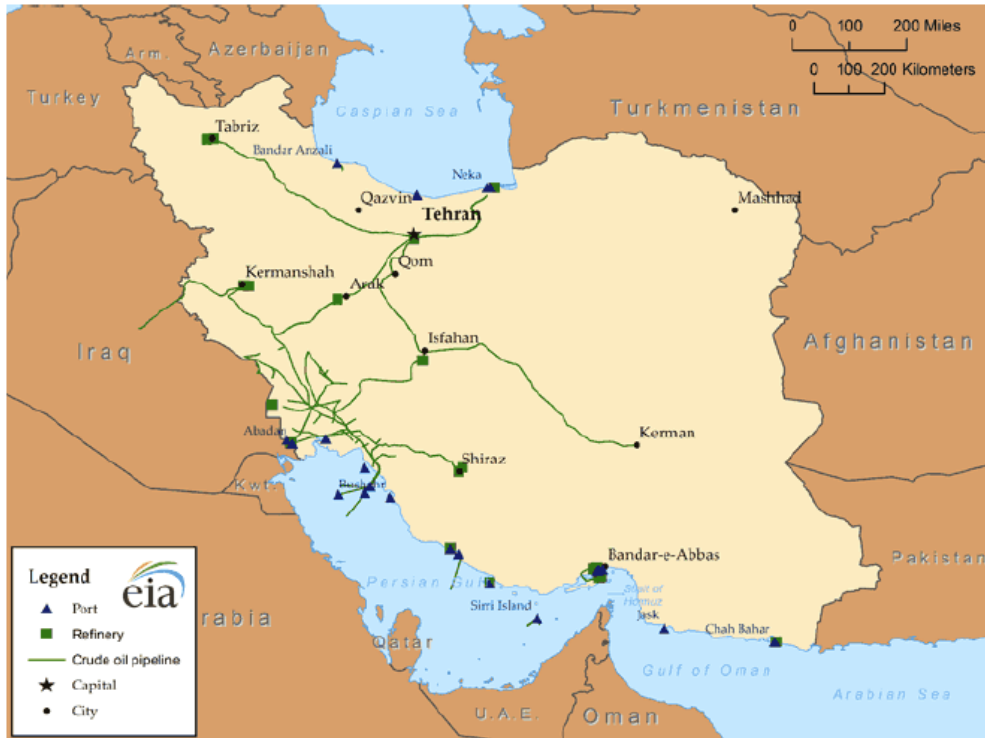 0 100 200 Miles
0 100 200 Kilometers
Azerbaijan
Arm.
Turkey
Caspian Sea
Turkmenistan
Tabriz
Bandar Anzali
Neka
Qazvin
Mashhad
Tehran
Qom
Kermanshah
Arak
Iraq
Isfahan
Afghanistan
Abadan
Kerman
Shiraz
Kwt.
Bushehr
Bandar-e-Abbas
Pakistan
Persian Gulf
Strait of
Hormuz
Sirri Island
Jask
Chah Bahar
Qatar
Gulf of Oman
Arabian Sea
U.A.E.
Oman
rabia
Legend
eia
Port
Refinery
Crude oil pipeline
Capital
City